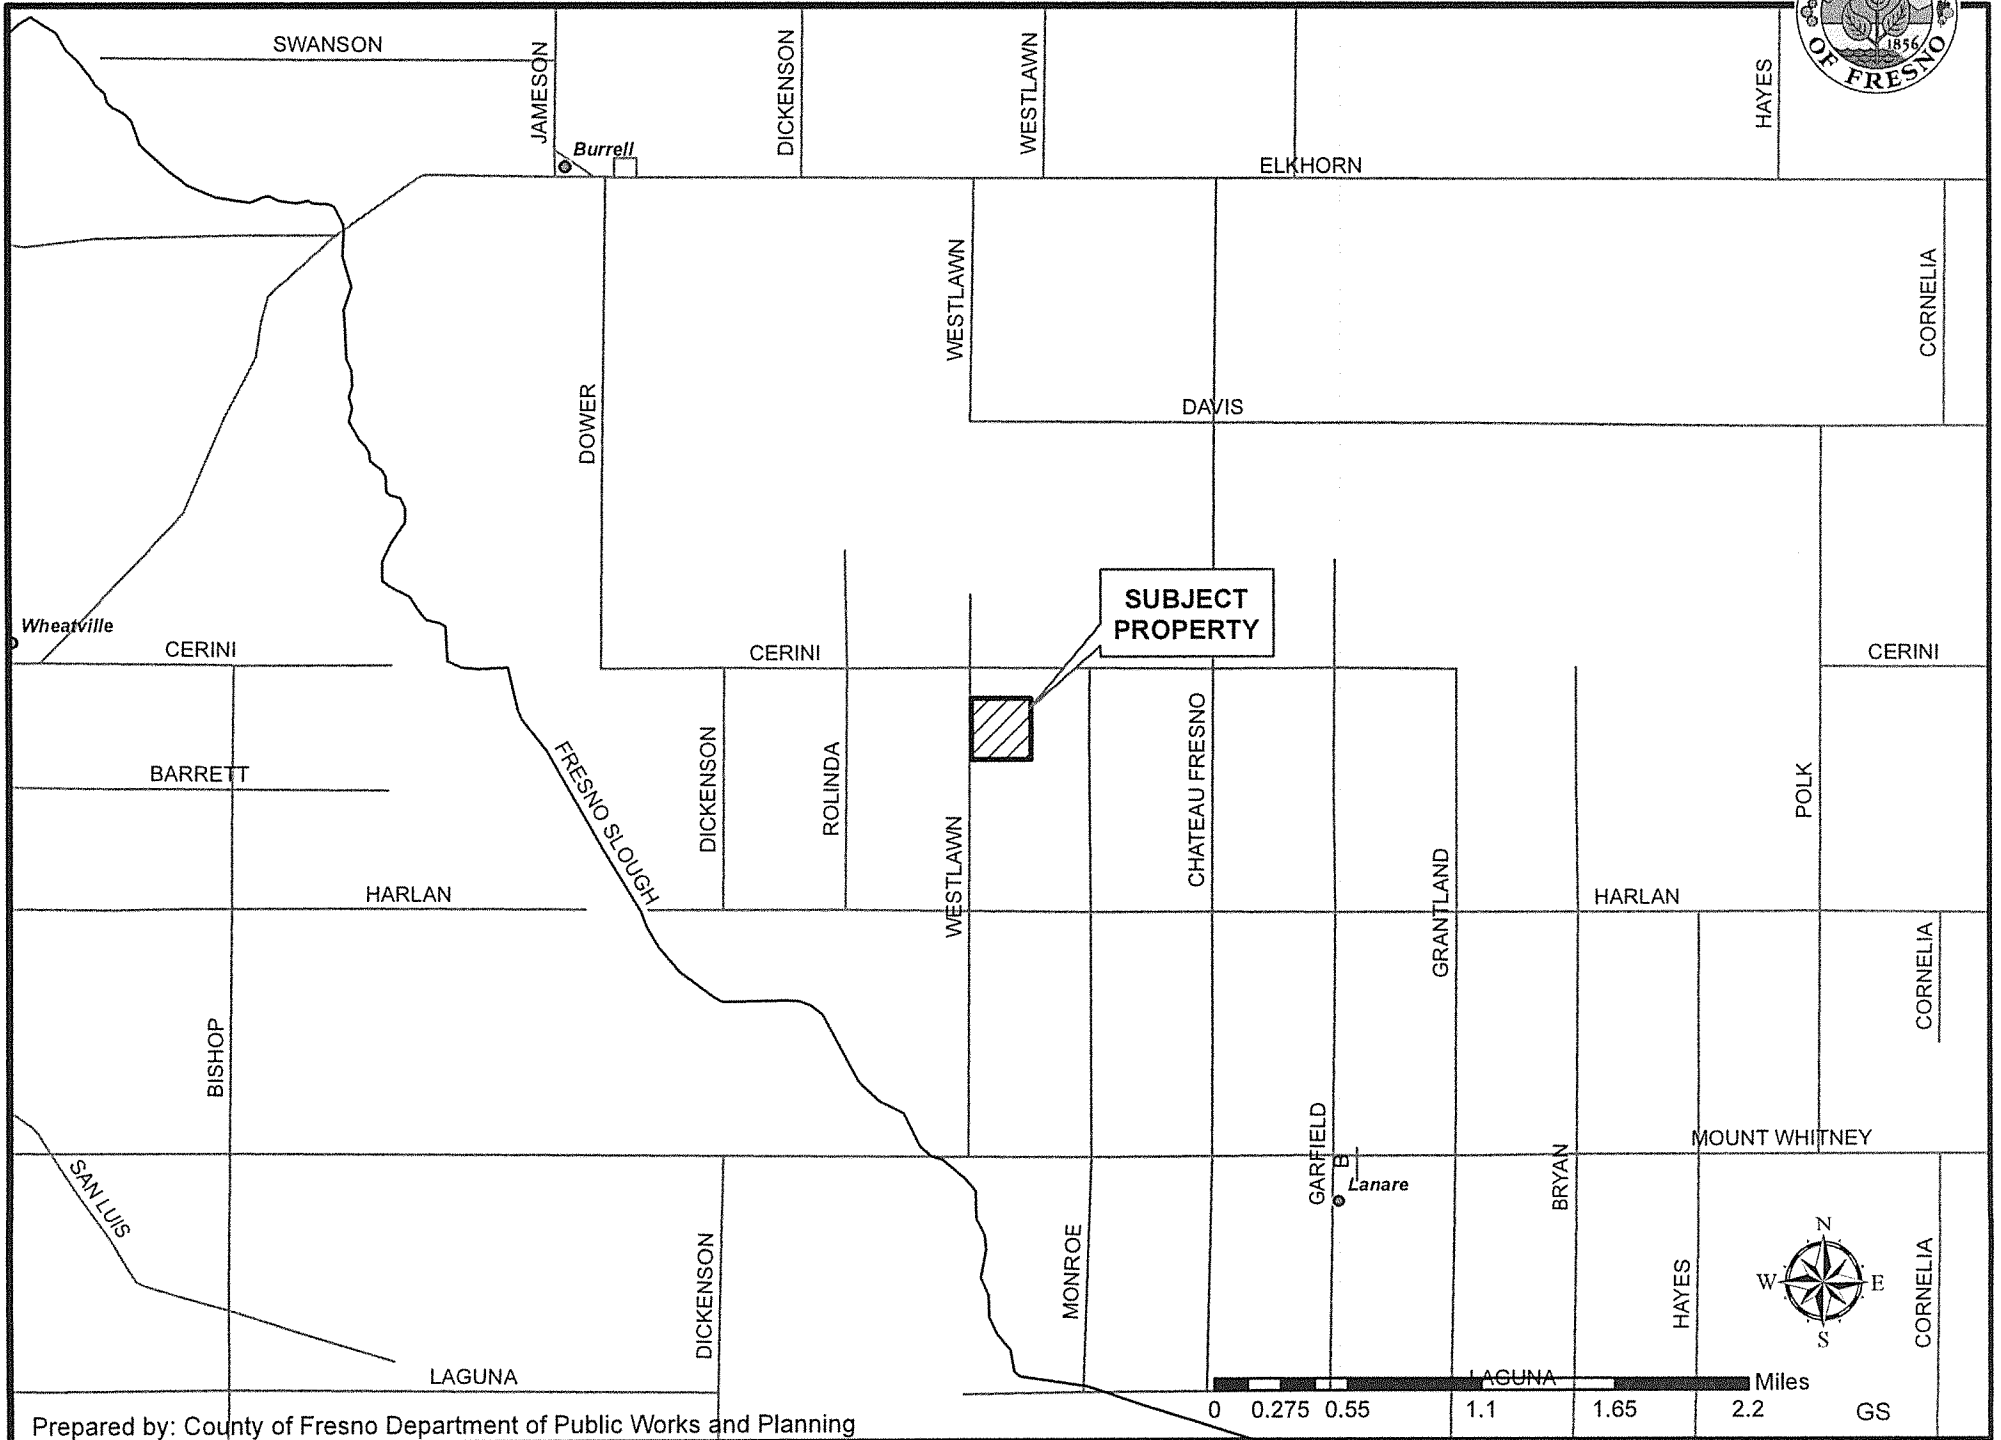 1856
OF FRESNO
SWANSON
JAMESON
DICKENSON
WESTLAWN
HAYES
Burrell
ELKHORN
WESTLAWN
CORNELIA
DOWER
DAVIS
SUBJECT
PROPERTY
Wheatville
CERINI
CERINI
CERINI
BARRETT
FRESNO SLOUGH
DICKENSON
ROLINDA
WESTLAWN
CHATEAU FRESNO
GRANTLAND
POLK
HARLAN
HARLAN
CORNELIA
BISHOP
SAN LUIS
MOUNT WHITNEY
GARFIELD
Lanare
BRYAN
DICKENSON
MONROE
HAYES
CORNELIA
N
W E
S
LAGUNA
LAGUNA
Miles
0 0.275 0.55 1.1 1.65 2.2
GS
Prepared by: County of Fresno Department of Public Works and Planning